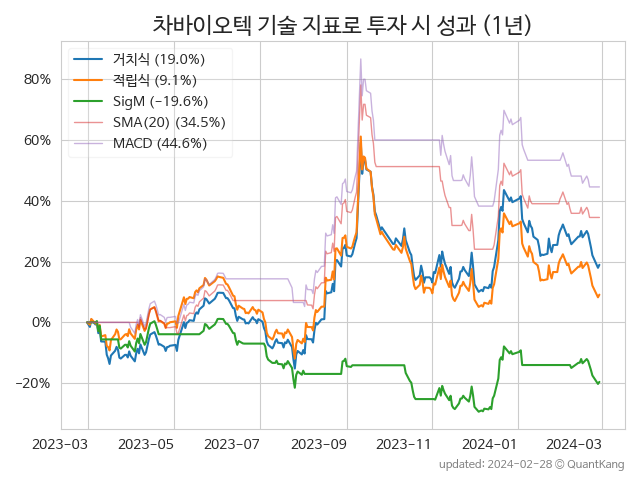 차바이오텍 기술 지표로 투자 시 성과 (1년)
거치식 (19.0%)
적립식 (9.1%)
SigM (−19.6%)
SMA(20) (34.5%)
MACD (44.6%)
80%
60%
40%
20%
0%
−20%
2023−03
2023−05
2023−07
2023−09
2023−11
2024−01
2024−03
updated: 2024−02−28 ⓒ QuantKang